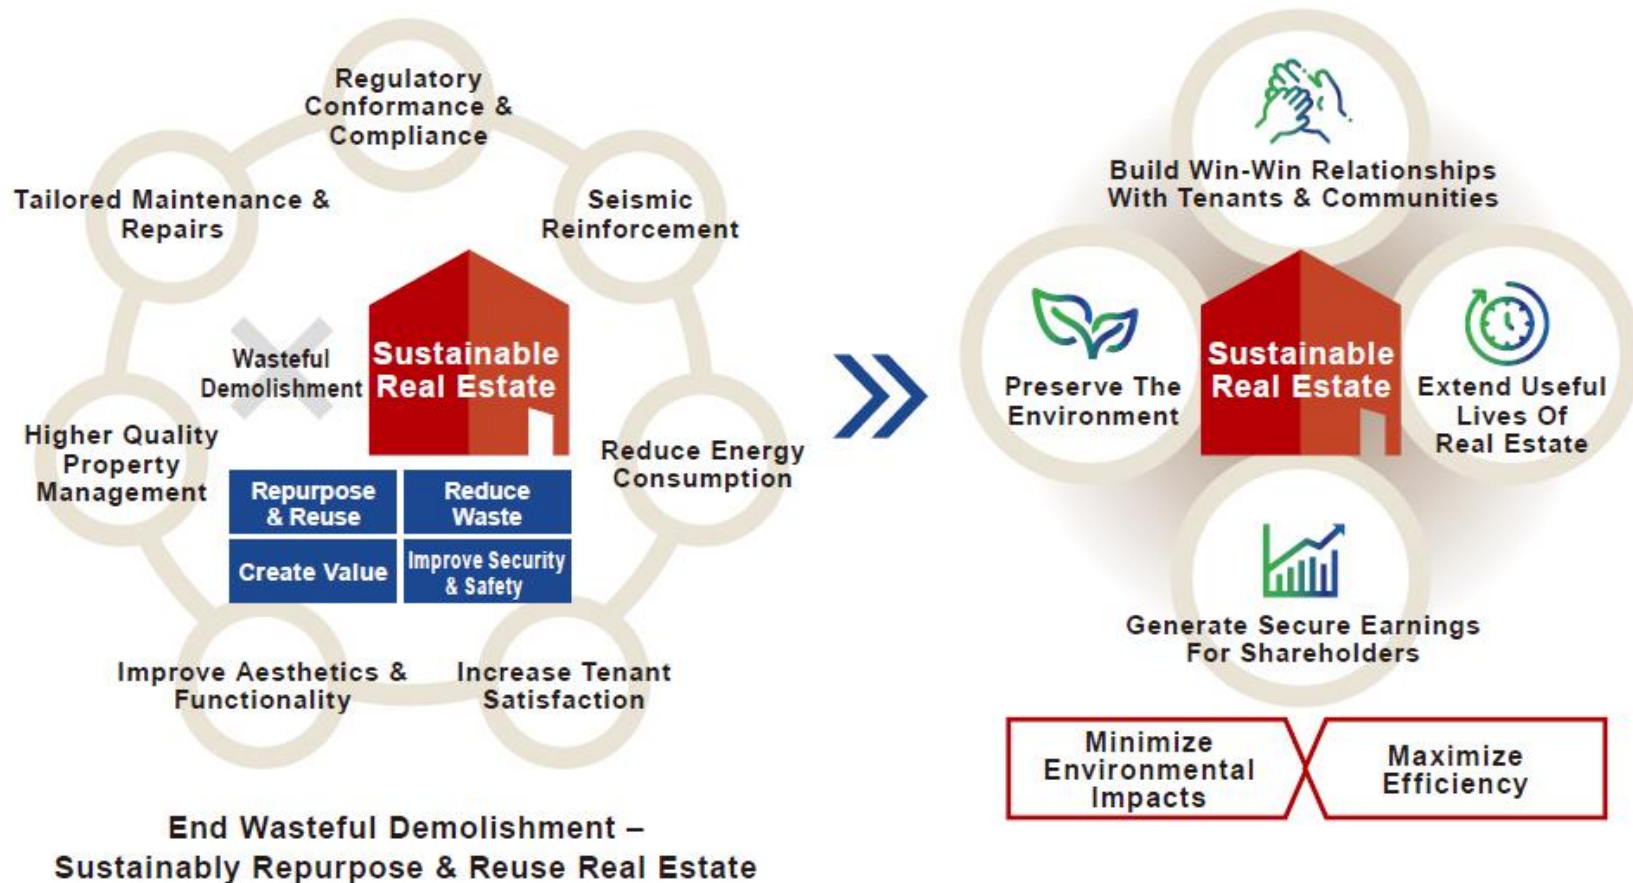 Regulatory
Conformance &
Compliance
Tailored Maintenance &
Repairs
Seismic
Reinforcement
Wasteful
Demolishment
Sustainable
Real Estate
Higher Quality
Property
Management
Reduce Energy
Consumption
Repurpose
& Reuse
Reduce
Waste
Create Value
Improve Security
& Safety
Improve Aesthetics &
Functionality
Increase Tenant
Satisfaction
End Wasteful Demolishment –
Sustainably Repurpose & Reuse Real Estate
Build Win-Win Relationships
With Tenants & Communities
Preserve The
Environment
Sustainable
Real Estate
Extend Useful
Lives Of
Real Estate
Generate Secure Earnings
For Shareholders
Minimize
Environmental
Impacts
Maximize
Efficiency